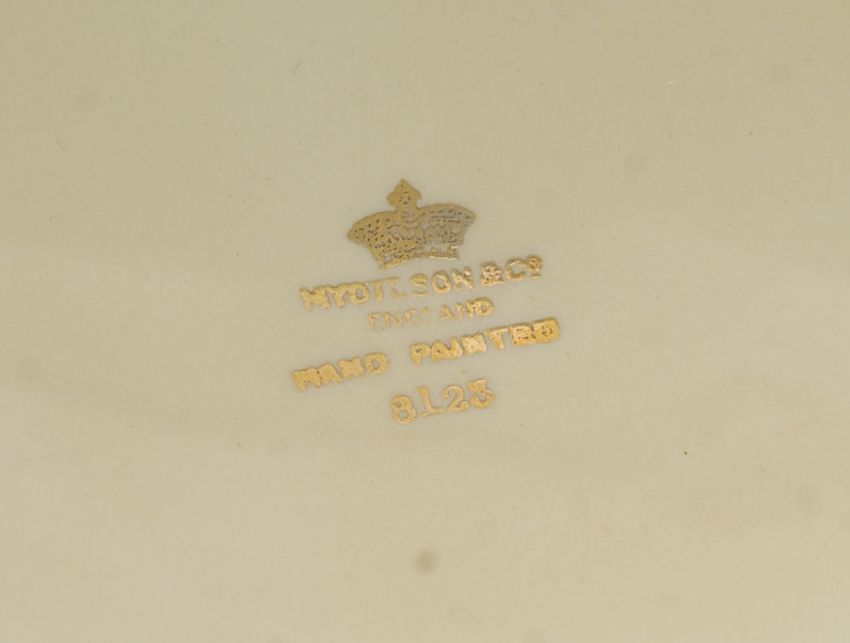 MYOTT, SON & Co
ENGLAND
HAND PAINTED
8123